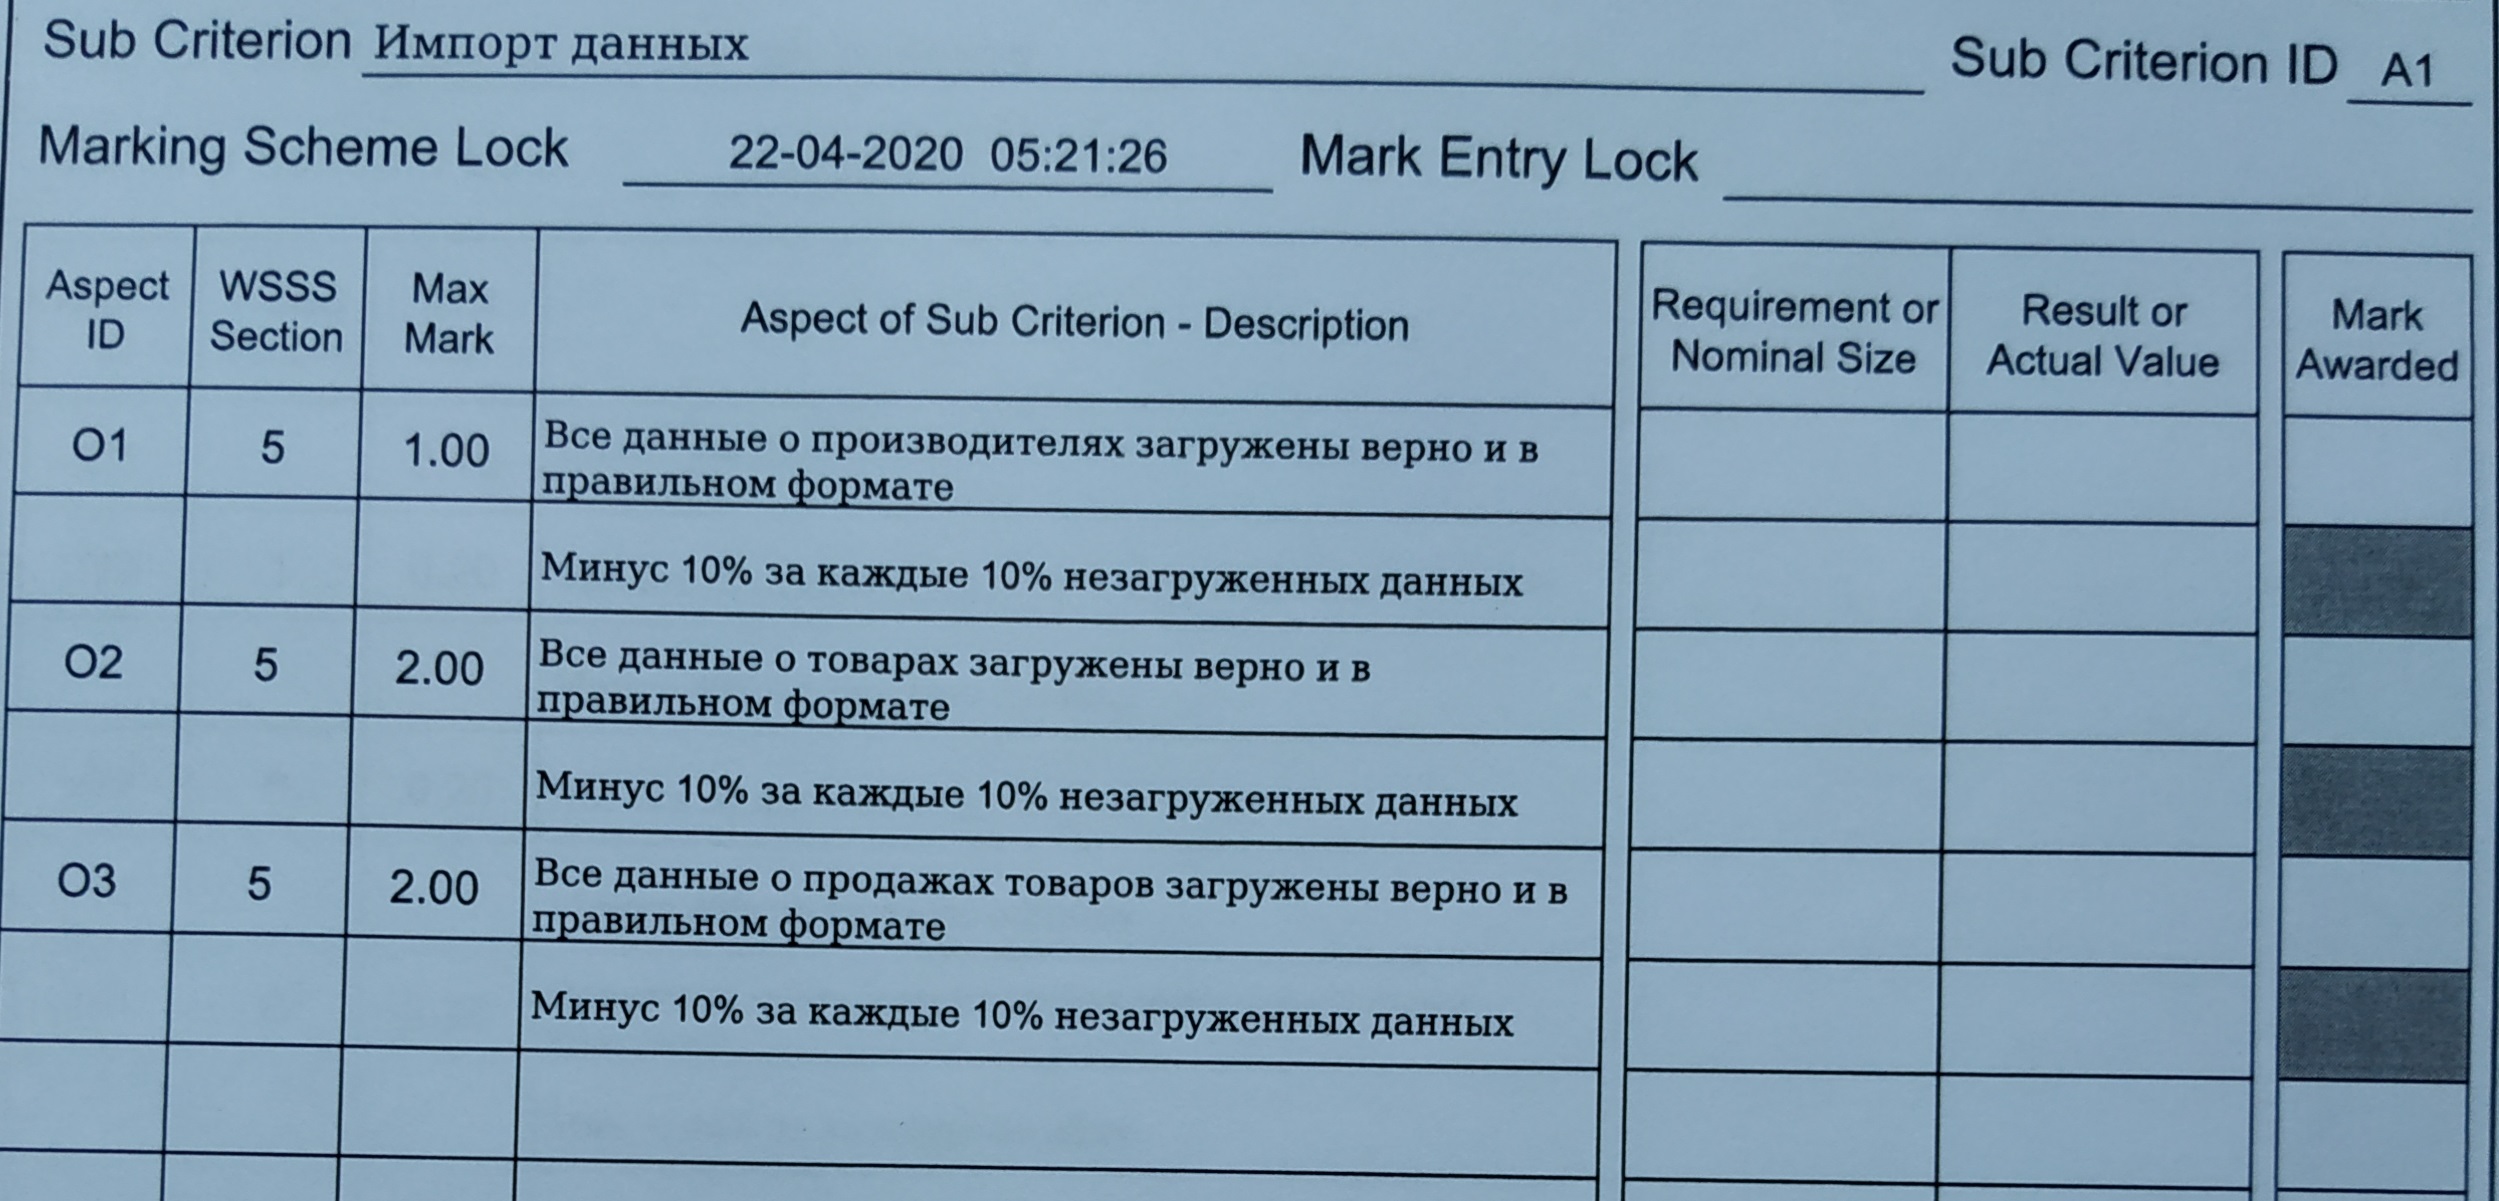 Sub Criterion Импорт данных Sub Criterion ID A1
Marking Scheme Lock 22-04-2020 05:21:26 Mark Entry Lock
Aspect ID WSSS Section Max Mark Aspect of Sub Criterion - Description Requirement or Nominal Size Result or Actual Value Mark Awarded
O1 5 1.00 Все данные о производителях загружены верно и в
правильном формате
Минус 10% за каждые 10% незагруженных данных
O2 5 2.00 Все данные о товарах загружены верно и в
правильном формате
Минус 10% за каждые 10% незагруженных данных
O3 5 2.00 Все данные о продажах товаров загружены верно и в
правильном формате
Минус 10% за каждые 10% незагруженных данных